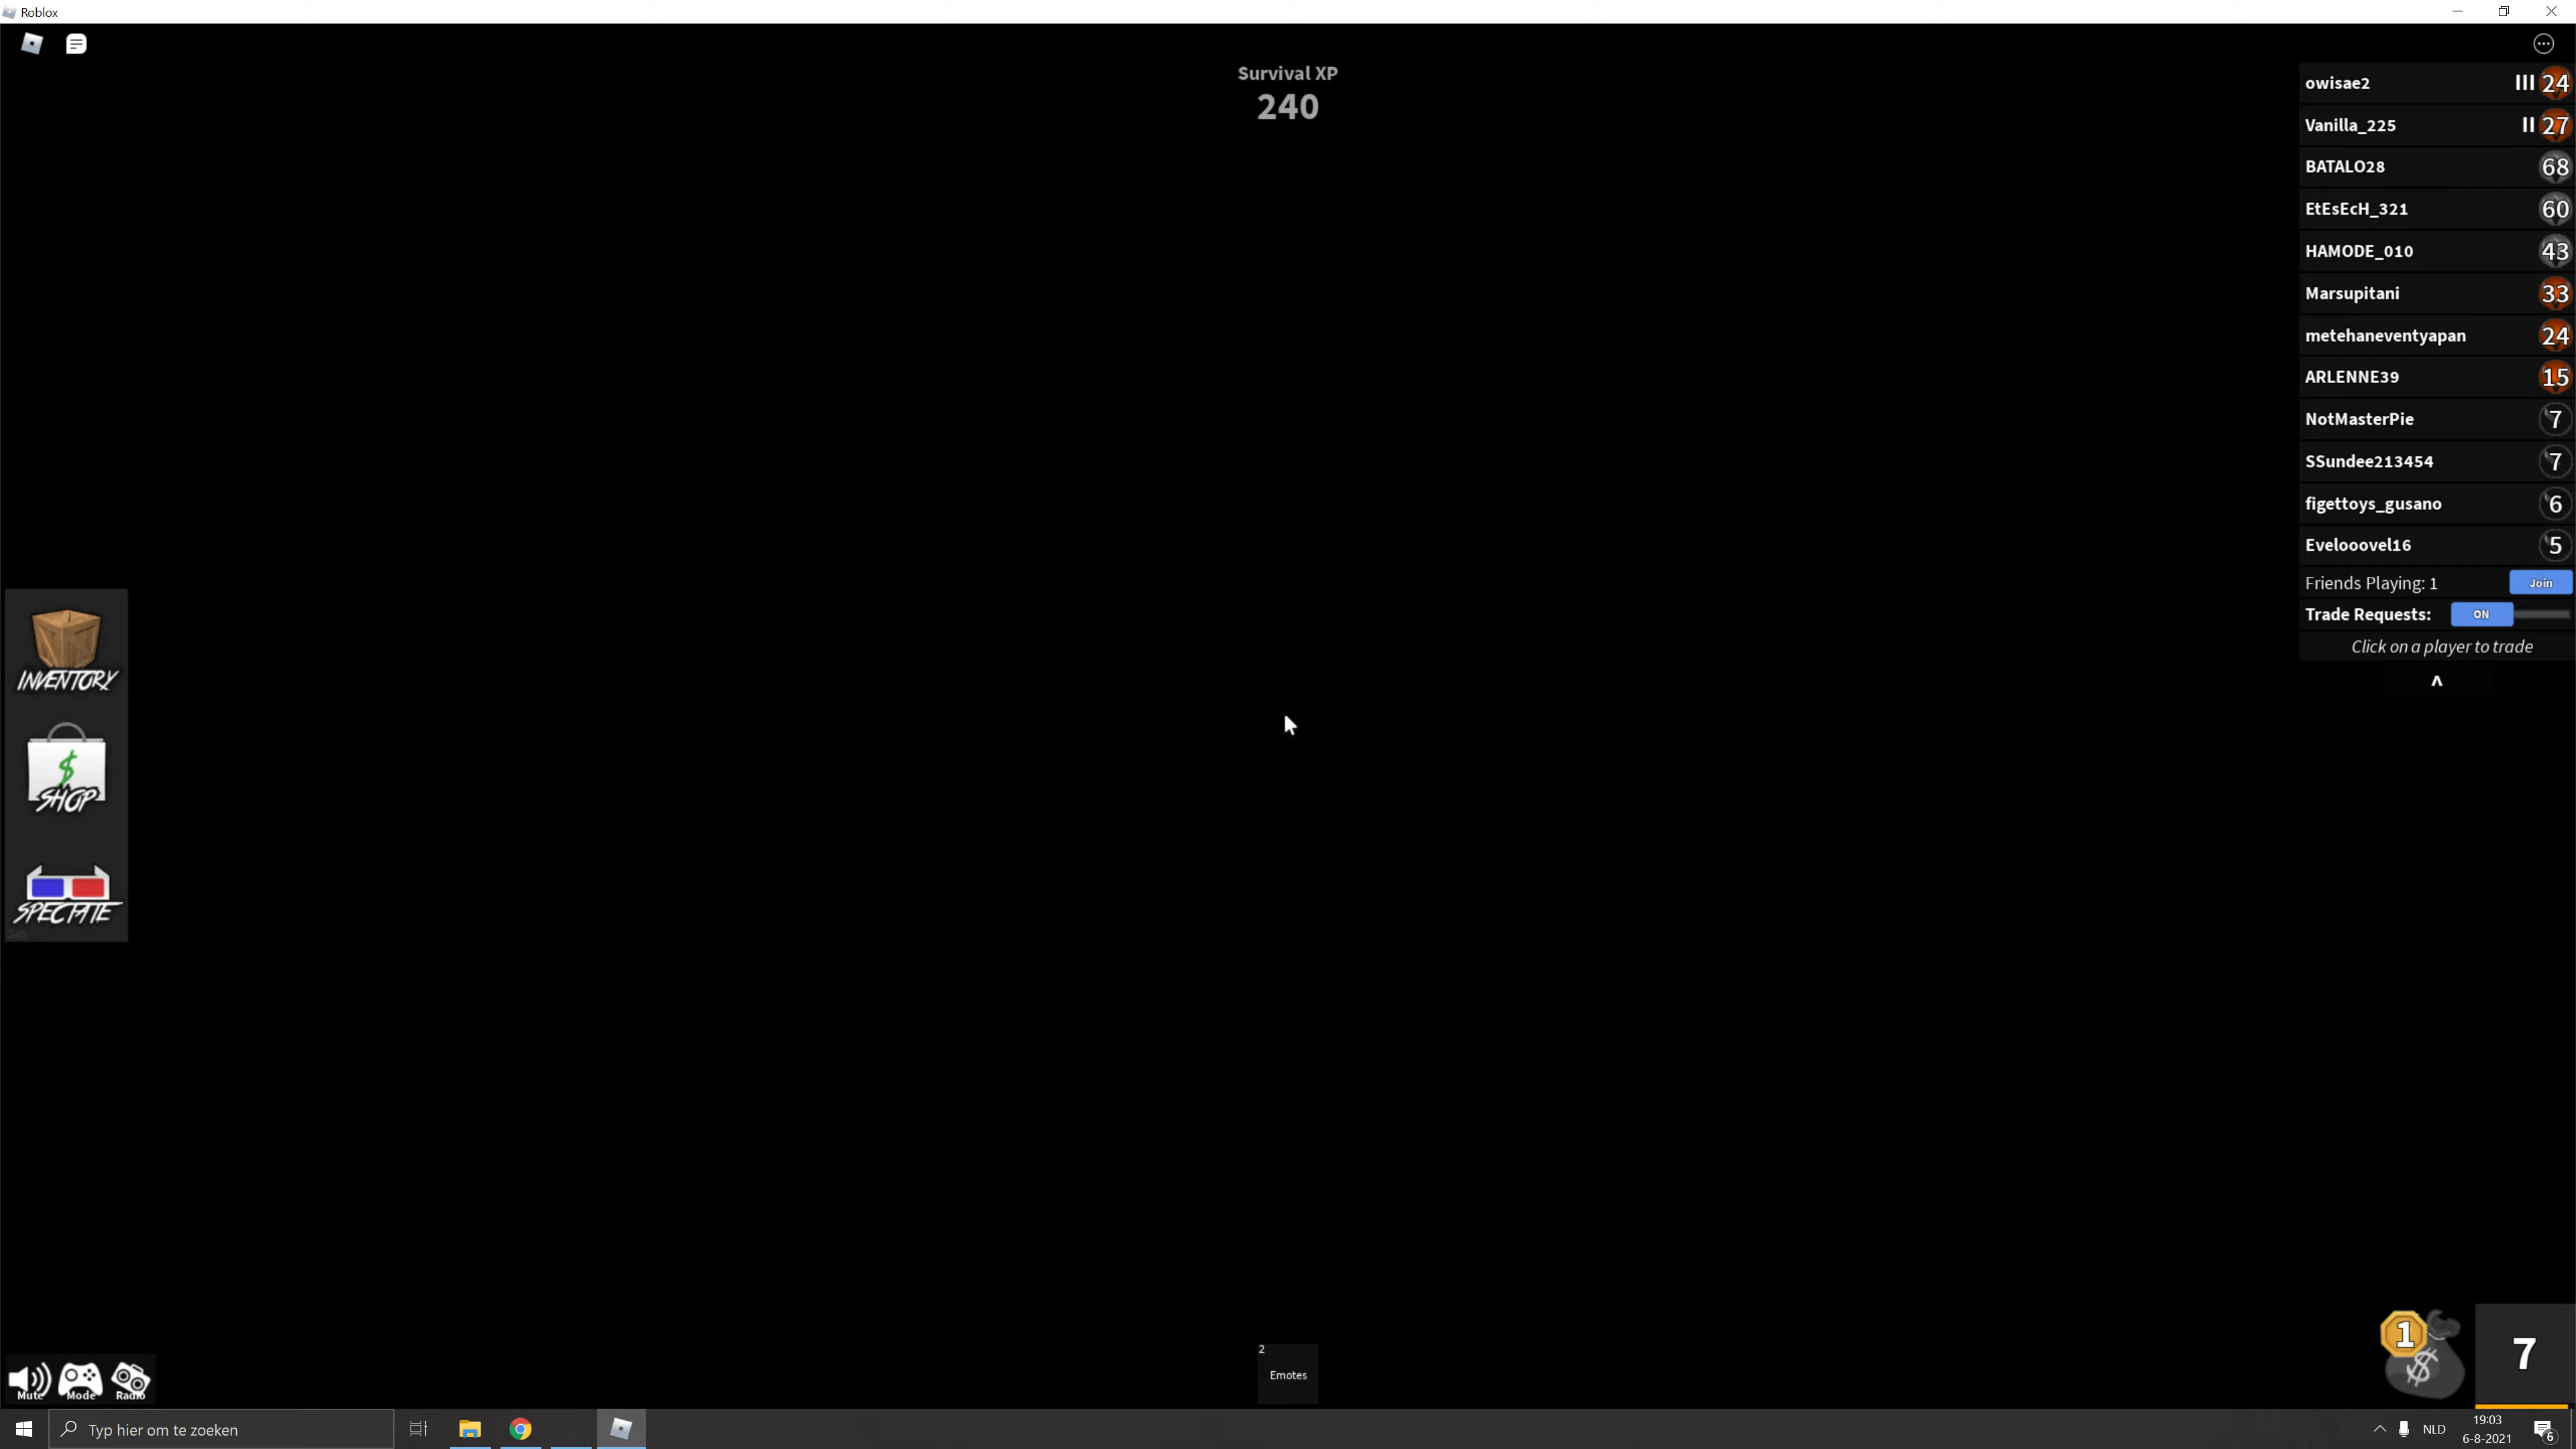 Roblox
Survival XP
240
owisae2 III 24
Vanilla_225 II 27
BATALO28 68
EtEsEcH_321 60
HAMODE_010 43
Marsupitani 33
metehaneventyapan 24
ARLENNE39 15
NotMasterPie 7
SSundee213454 7
figettoys_gusano 6
Evelooovel16 5
Friends Playing: 1 Join
Trade Requests: ON
Click on a player to trade
INVENTORY
$
SHOP
SPECTATE
240
2
Emotes
1
$
7
Mute Mode Radio
Typ hier om te zoeken
NLD
19:03
6-8-2021
6